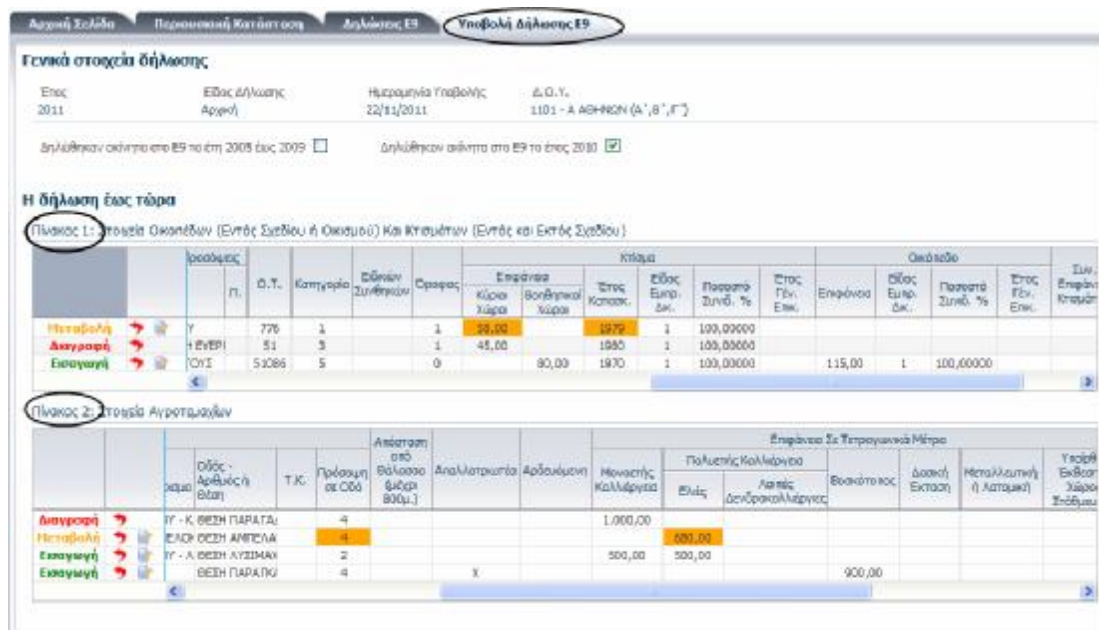 Αρχική Σελίδα Περιουσιακή Κατάσταση Δηλώσεις Ε9 Υποβολή Δήλωσης Ε9
Γενικά στοιχεία δήλωσης
Έτος Είδος Δήλωσης Ημερομηνία Υποβολής Δ.Ο.Υ.
2011 Αρχική 22/11/2011 1101 - Α ΑΘΗΝΩΝ (Α΄,Β΄,Γ΄)
Δηλώθηκαν ακίνητα στο Ε9 τα έτη 2005 έως 2009 Δηλώθηκαν ακίνητα στο Ε9 το έτος 2010
Η δήλωση έως τώρα
Πίνακας 1: Στοιχεία Οικοπέδων (Εντός Σχεδίου ή Οικισμού) Και Κτισμάτων (Εντός και Εκτός Σχεδίου)
Κτίσμα Οικόπεδο
Π. Ο.Τ. Κατηγορία Ειδικών Συνθηκών Όροφος Επιφάνεια Κύριοι Χώροι Βοηθητικοί Χώροι Έτος Κατασκ. Είδος Εμπρ. Δικ. Ποσοστό Συνιδ. % Έτος Γέν. Επικ. Επιφάνεια Είδος Εμπρ. Δικ. Ποσοστό Συνιδ. % Έτος Γέν. Επικ. Συν.
Μεταβολή Υ 776 1 1 1979 1 100,00000
Διαγραφή 51 3 1 45,00 1980 1 100,00000
Εισαγωγή ΤΟΥΣ 51086 5 0 80,00 1970 1 100,00000 115,00 1 100,00000
Πίνακας 2: Στοιχεία Αγροτεμαχίων
Επιφάνεια Σε Τετραγωνικά Μέτρα
Οδός - Αριθμός ή Θέση Τ.Κ. Πρόσοψη σε Οδό Απόσταση από Θάλασσα (μέχρι 800μ.) Απαλλοτριωτέα Αρδευόμενη Μονοετής Καλλιέργεια Πολυετής Καλλιέργεια Ελιές Λοιπές Δενδροκαλλιέργειες Βοσκότοπος Δασική Έκταση Μεταλλευτική ή Λατομική
Διαγραφή ΘΕΣΗ 4 1.000,00
Μεταβολή ΘΕΣΗ ΑΜΠΕΛΑ 4 680,00
Εισαγωγή ΘΕΣΗ ΛΥΣΙΜΑΧ 2 500,00 500,00
Εισαγωγή ΘΕΣΗ 4 Χ 900,00